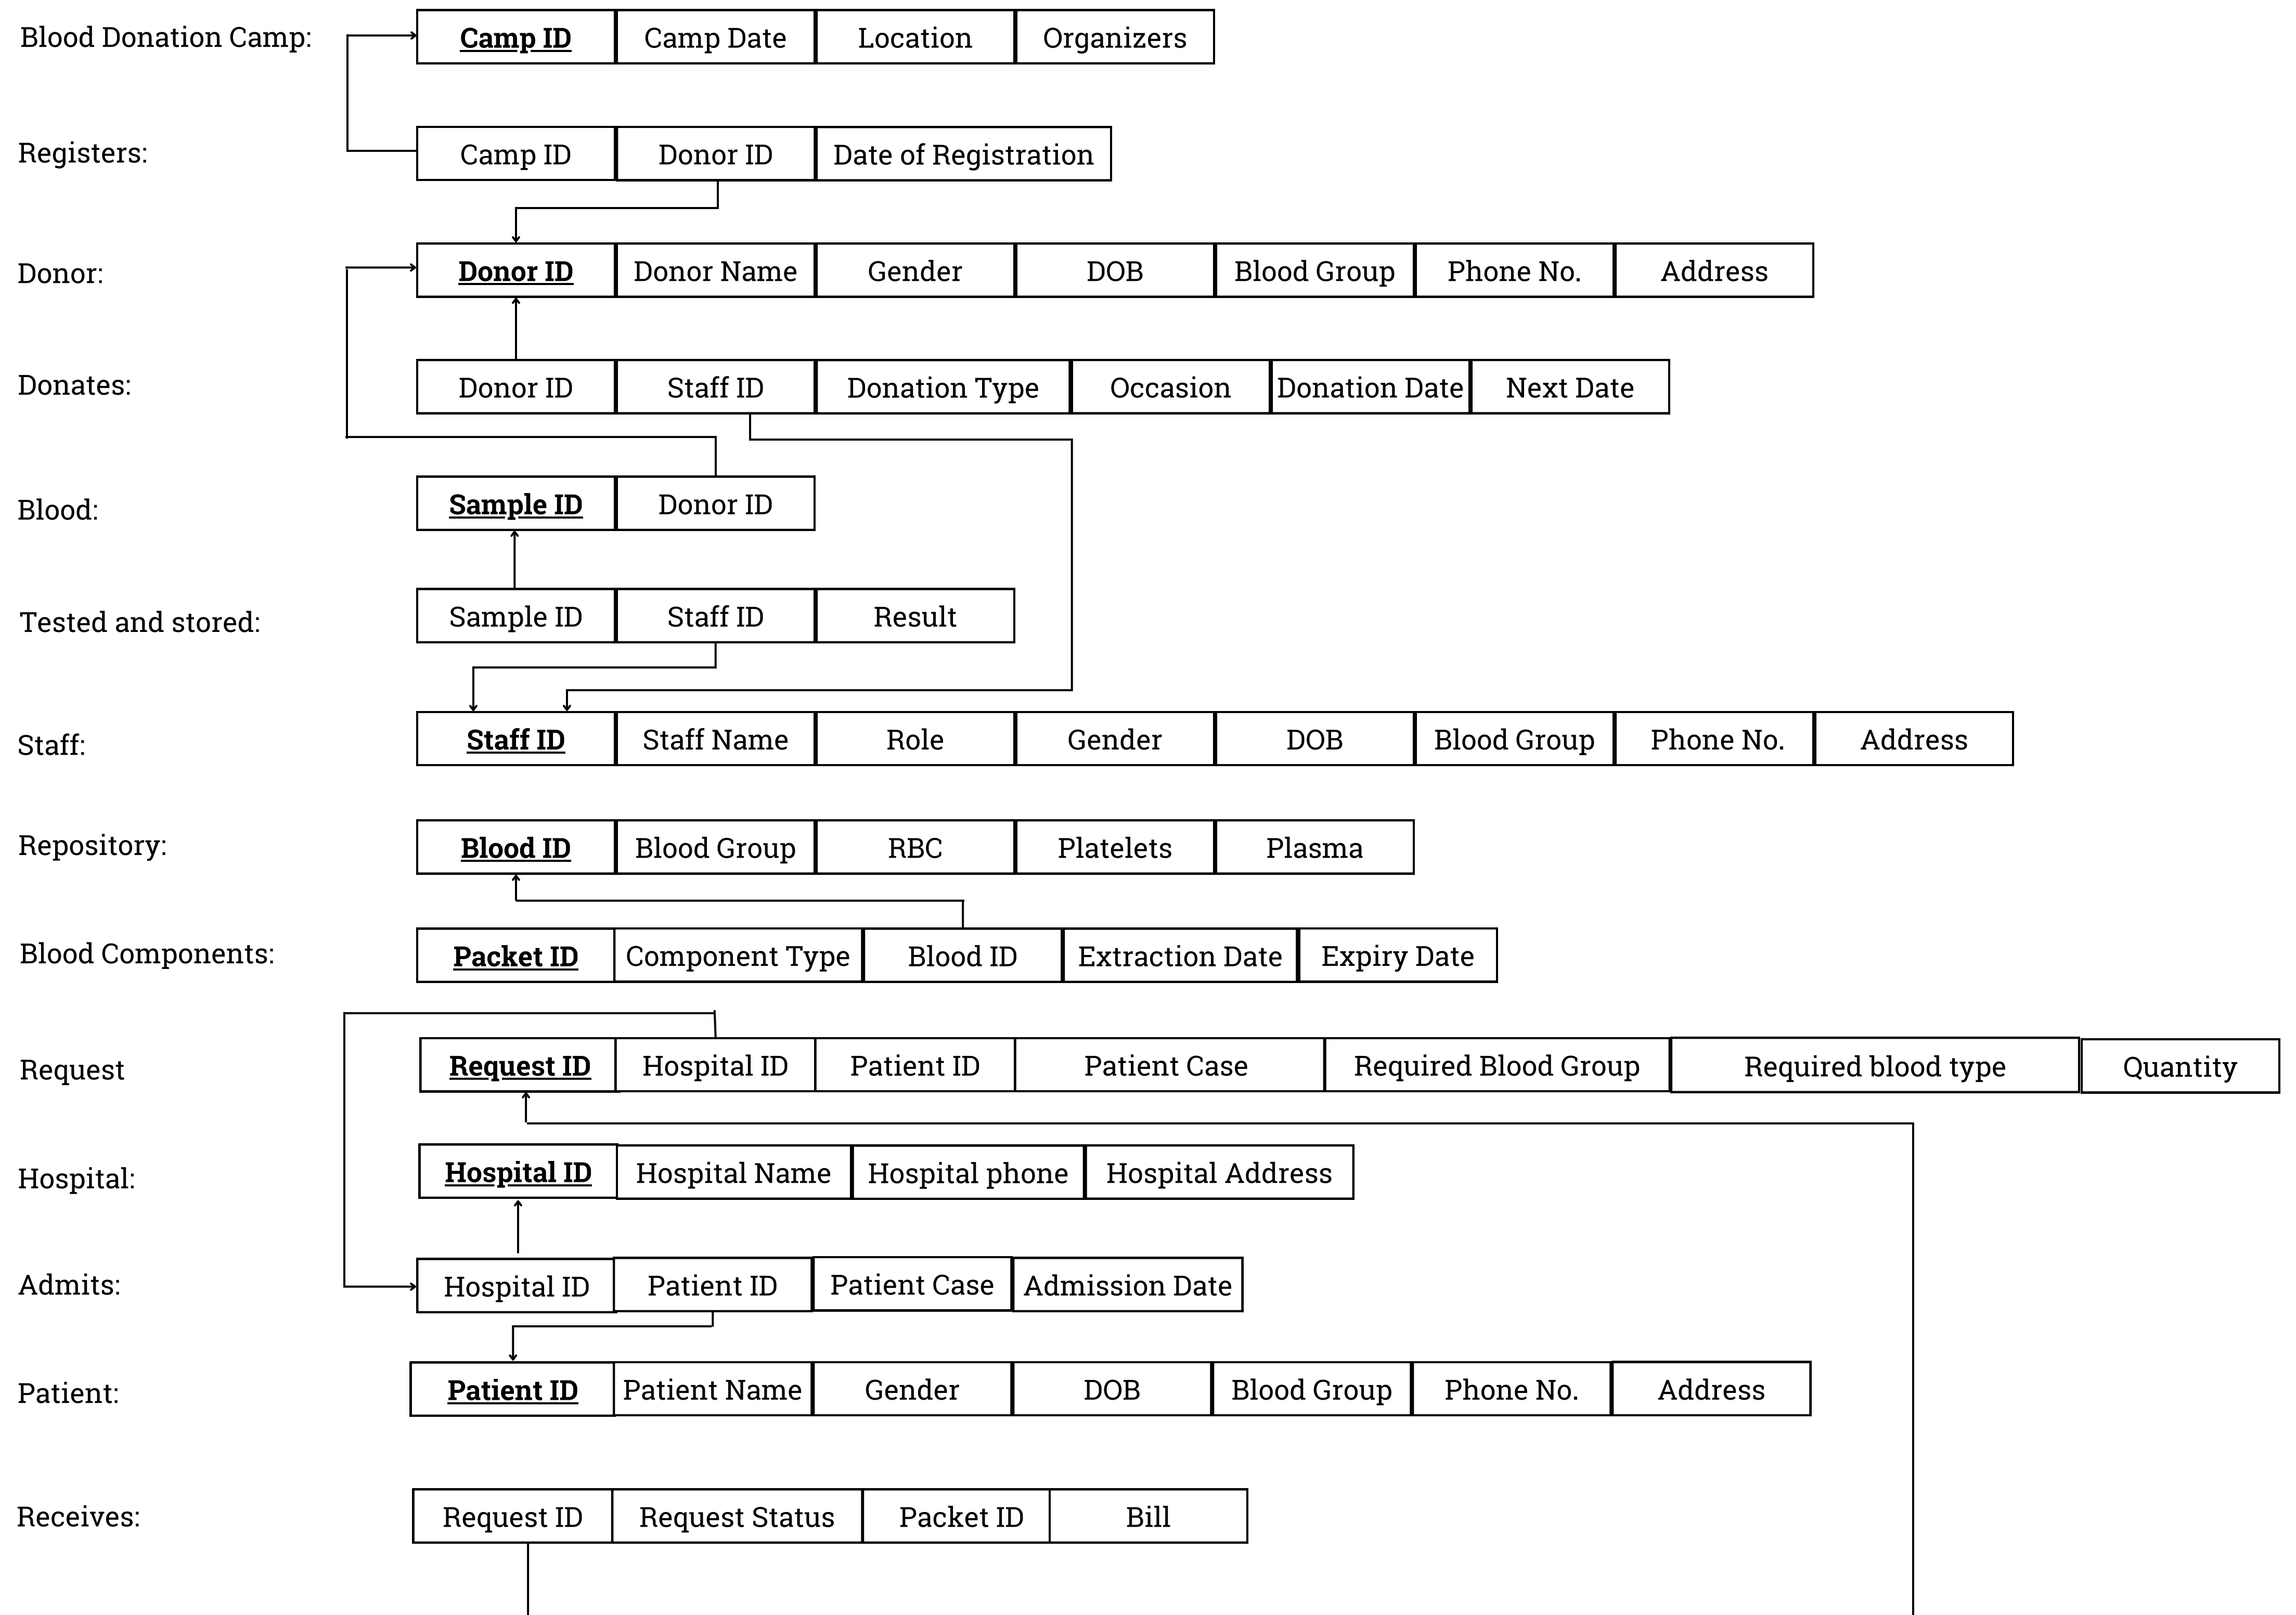 Blood Donation Camp: Camp ID Camp Date Location Organizers
Registers: Camp ID Donor ID Date of Registration
Donor: Donor ID Donor Name Gender DOB Blood Group Phone No. Address
Donates: Donor ID Staff ID Donation Type Occasion Donation Date Next Date
Blood: Sample ID Donor ID
Tested and stored: Sample ID Staff ID Result
Staff: Staff ID Staff Name Role Gender DOB Blood Group Phone No. Address
Repository: Blood ID Blood Group RBC Platelets Plasma
Blood Components: Packet ID Component Type Blood ID Extraction Date Expiry Date
Request Request ID Hospital ID Patient ID Patient Case Required Blood Group Required blood type Quantity
Hospital: Hospital ID Hospital Name Hospital phone Hospital Address
Admits: Hospital ID Patient ID Patient Case Admission Date
Patient: Patient ID Patient Name Gender DOB Blood Group Phone No. Address
Receives: Request ID Request Status Packet ID Bill